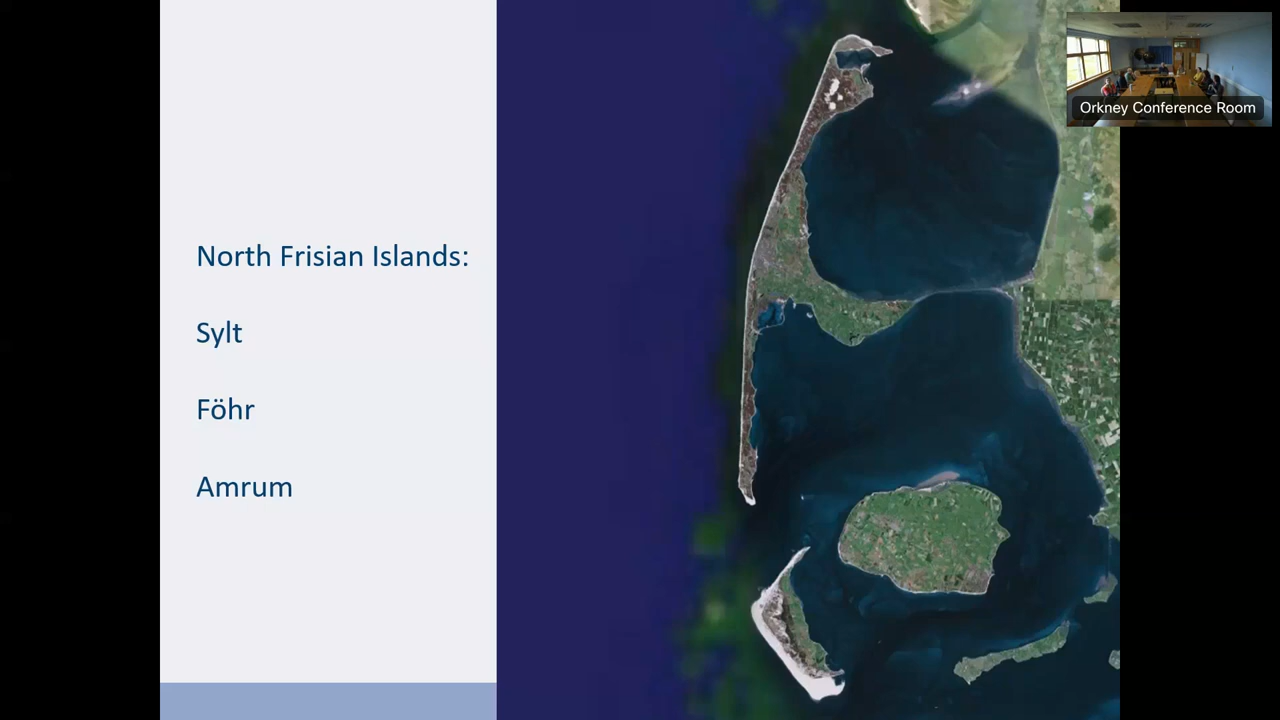 North Frisian Islands:
Sylt
Föhr
Amrum
Orkney Conference Room